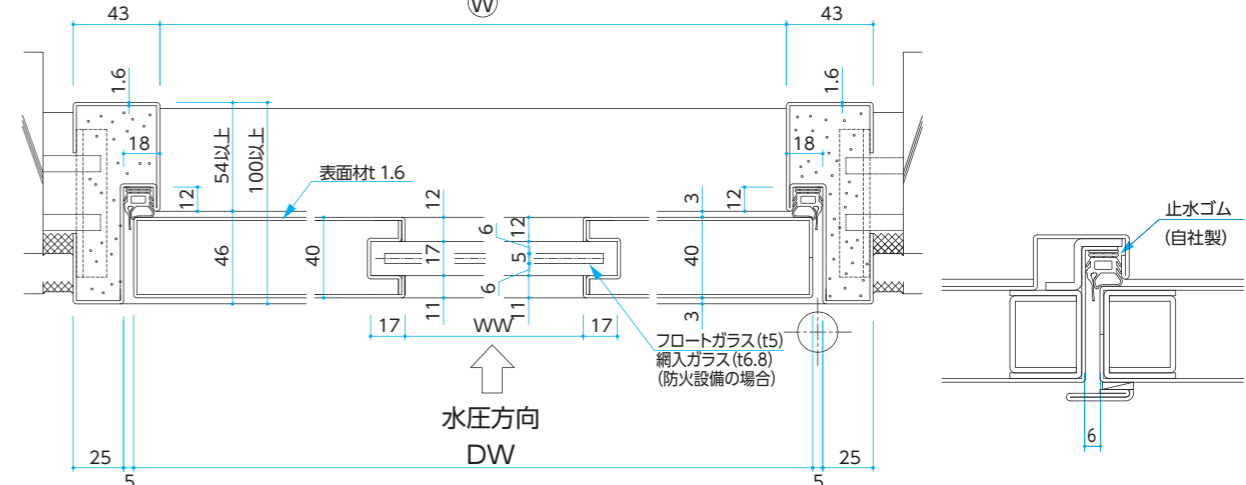 W
43
43
1.6
1.6
18
18
54以上
100以上
表面材t 1.6
12
12
3
12
12
6
46
40
17
5
40
6
11
11
3
17
WW
17
フロートガラス(t5)
網入ガラス(t6.8)
(防火設備の場合)
水圧方向
DW
25
25
5
5
止水ゴム
(自社製)
6